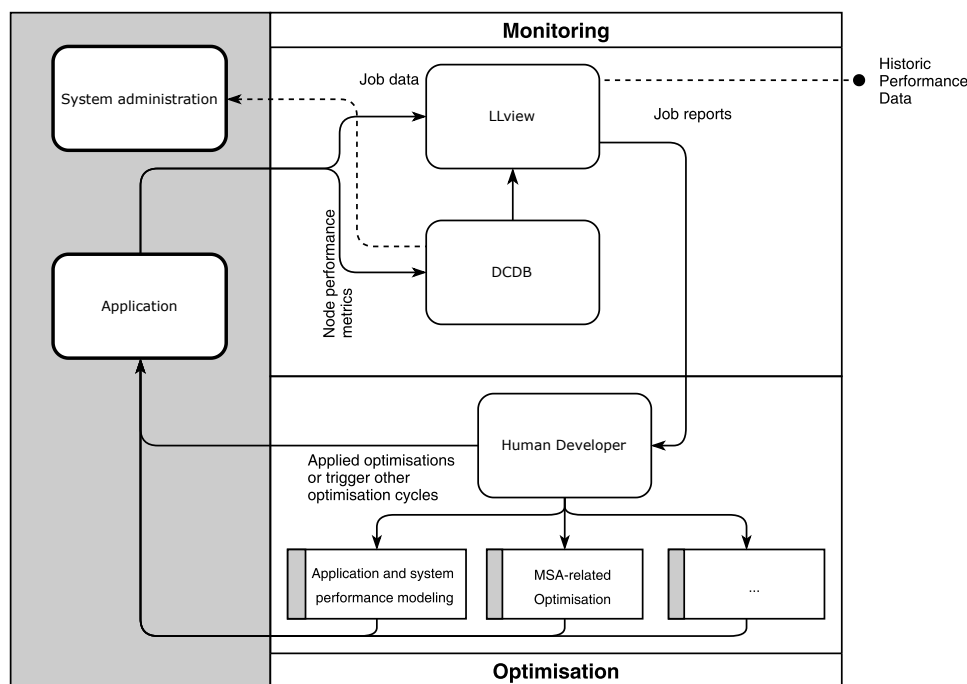 Monitoring
System administration
Job data
LLview
Historic
Performance
Data
Job reports
Node performance
metrics
DCDB
Application
Human Developer
Applied optimisations
or trigger other
optimisation cycles
Application and system
performance modeling
MSA-related
Optimisation
...
Optimisation